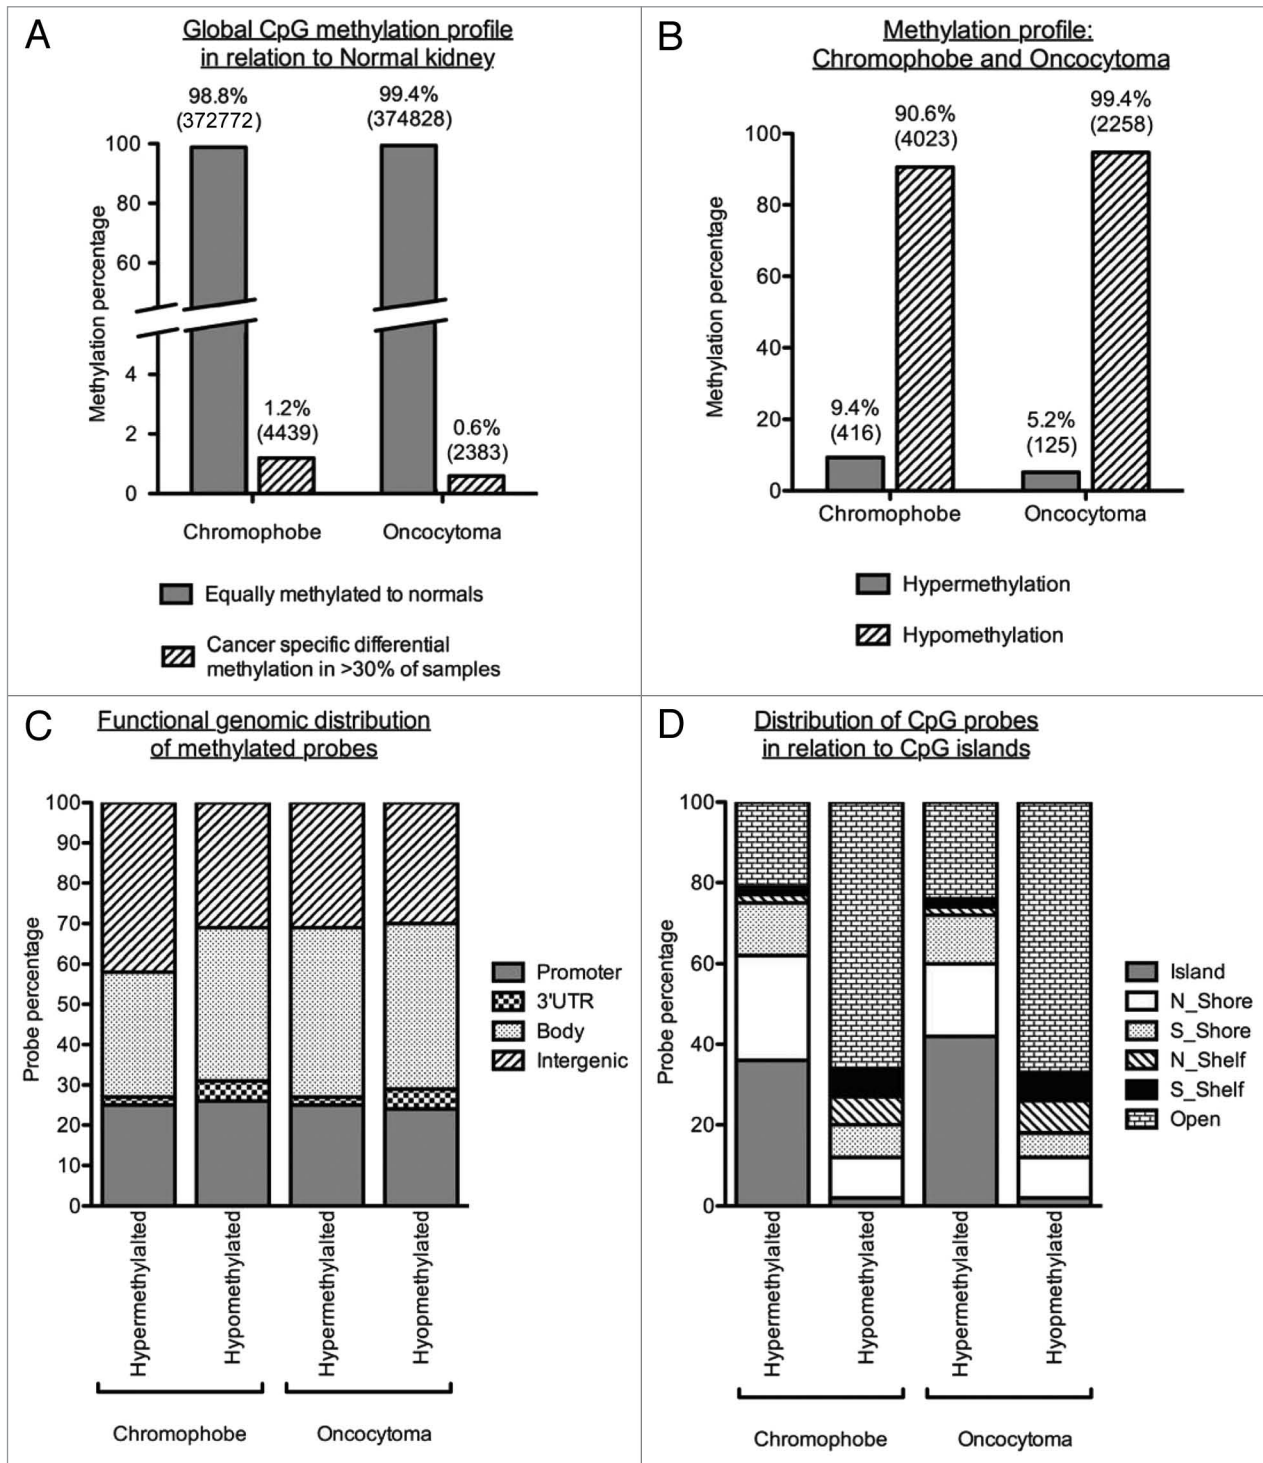 A
Global CpG methylation profile
in relation to Normal kidney
98.8%
(372772)
99.4%
(374828)
Methylation percentage
100
80
60
4
2
0
1.2%
(4439)
0.6%
(2383)
Chromophobe
Oncocytoma
Equally methylated to normals
Cancer specific differential
methylation in >30% of samples
B
Methylation profile:
Chromophobe and Oncocytoma
90.6%
(4023)
99.4%
(2258)
Methylation percentage
100
80
60
40
20
0
9.4%
(416)
5.2%
(125)
Chromophobe
Oncocytoma
Hypermethylation
Hypomethylation
C
Functional genomic distribution
of methylated probes
Probe percentage
100
90
80
70
60
50
40
30
20
10
0
Promoter
3'UTR
Body
Intergenic
Hypermethylalted
Hypomethylated
Hypermethylalted
Hyopmethylated
Chromophobe
Oncocytoma
D
Distribution of CpG probes
in relation to CpG islands
Probe percentage
100
80
60
40
20
0
Island
N_Shore
S_Shore
N_Shelf
S_Shelf
Open
Hypermethylalted
Hypomethylated
Hypermethylalted
Hyopmethylated
Chromophobe
Oncocytoma